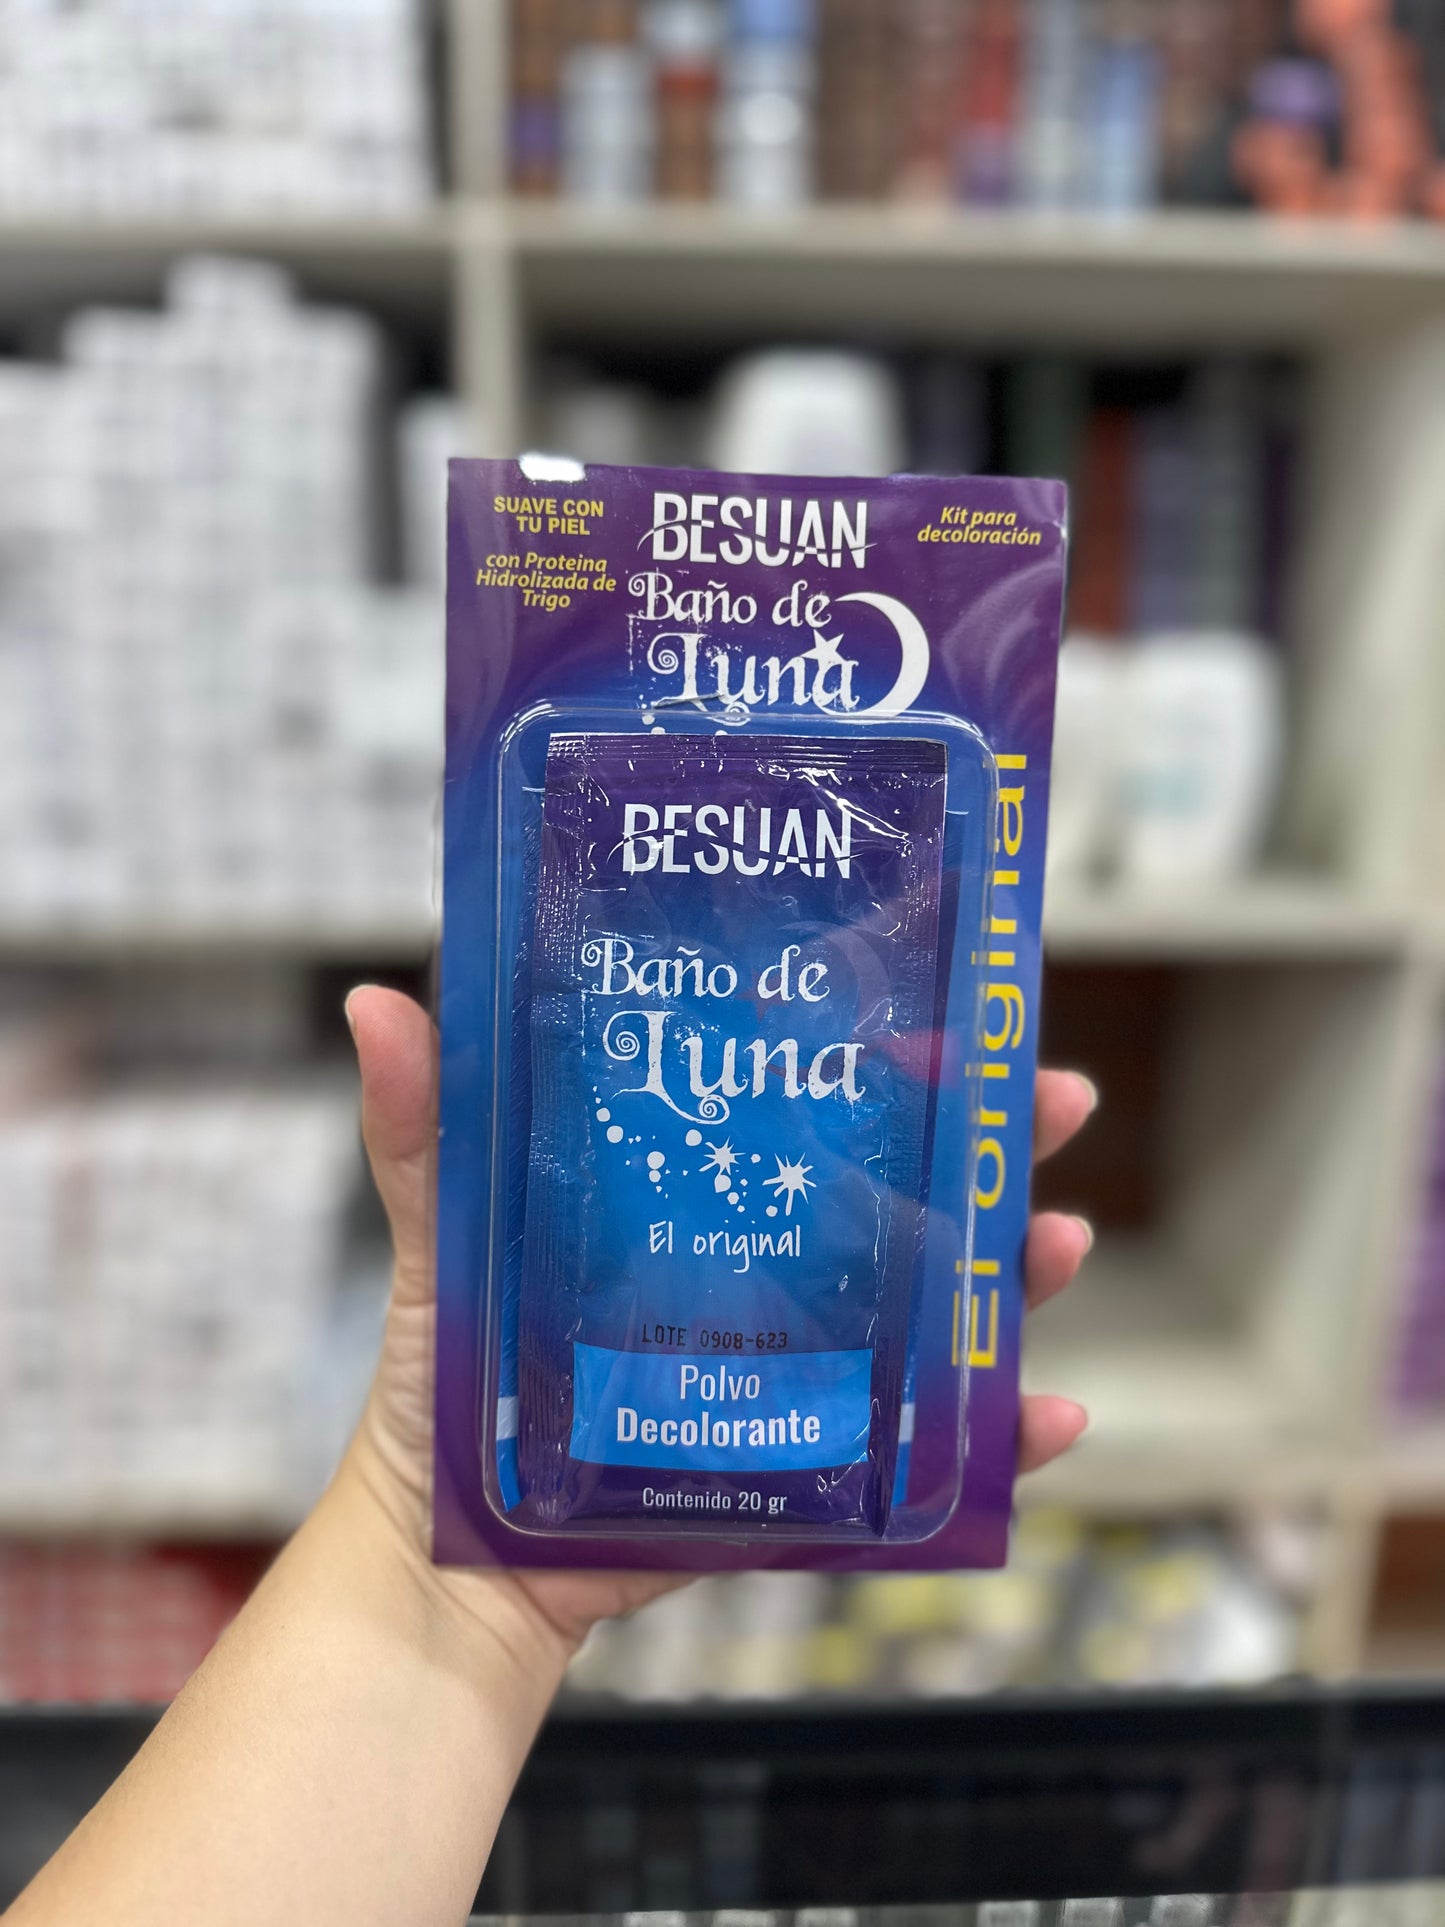 SUAVE CON
TU PIEL
con Proteina
Hidrolizada de
Trigo
BESUAN
Baño de
Luna
Kit para
decoloración
El original
BESUAN
Baño de
Luna
El original
LOTE 0908-623
Polvo
Decolorante
Contenido 20 gr